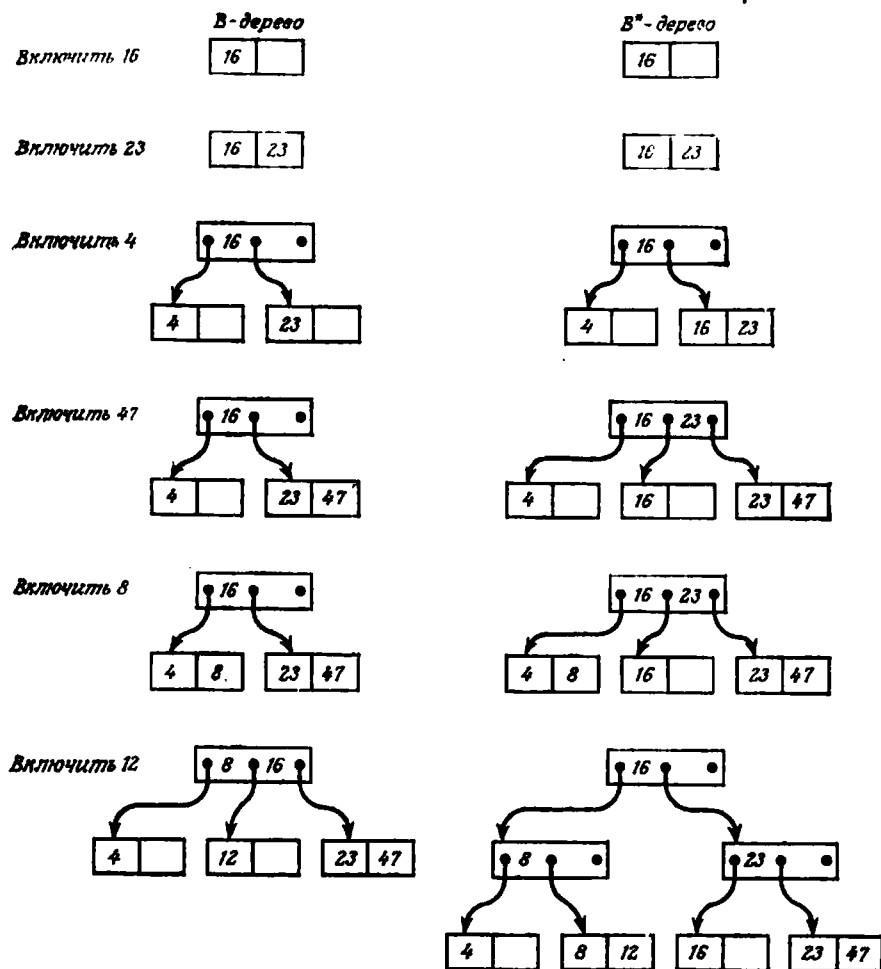 В-дерево В*-дерево
Включить 16 16 16
Включить 23 16 23 16 23
Включить 4 16 16
4 23 4 16 23
Включить 47 16 16 23
4 23 47 4 16 23 47
Включить 8 16 16 23
4 8 23 47 4 8 16 23 47
Включить 12 8 16 16
4 12 23 47 8 23
4 8 12 16 23 47